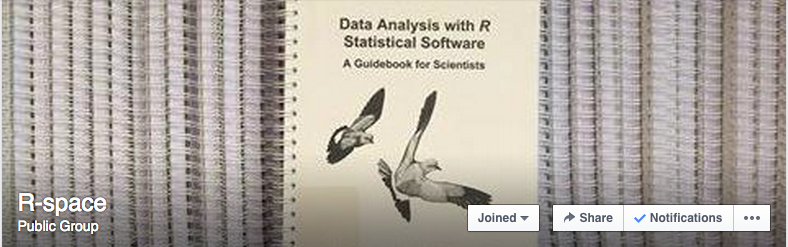 Data Analysis with R
Statistical Software
A Guidebook for Scientists
R-space
Public Group
Joined
Share
Notifications